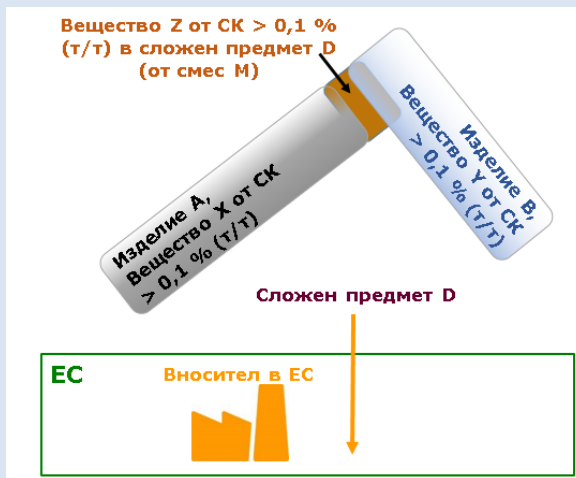 Вещество Z от СК > 0,1 %
(т/т) в сложен предмет D
(от смес М)
Изделие А,
Вещество X от СК
> 0,1 % (т/т)
Изделие В,
Вещество Y от СК
> 0,1 % (т/т)
Сложен предмет D
ЕС
Вносител в ЕС